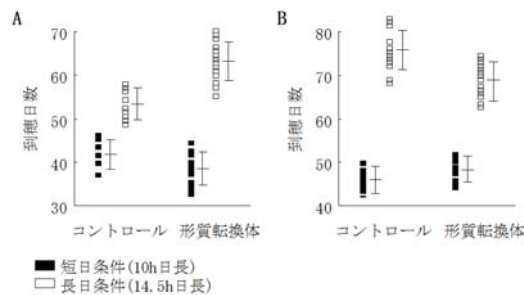 A
70
60
50
40
30
到穂日数
コントロール 形質転換体
B
80
70
60
50
40
到穂日数
コントロール 形質転換体
短日条件(10h日長)
長日条件(14.5h日長)